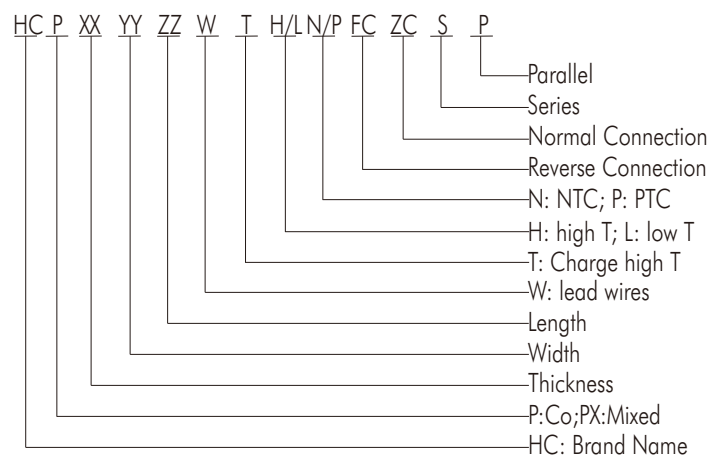 HC P XX YY ZZ W T H/L N/P FC ZC S P
Parallel
Series
Normal Connection
Reverse Connection
N: NTC; P: PTC
H: high T; L: low T
T: Charge high T
W: lead wires
Length
Width
Thickness
P:Co;PX:Mixed
HC: Brand Name